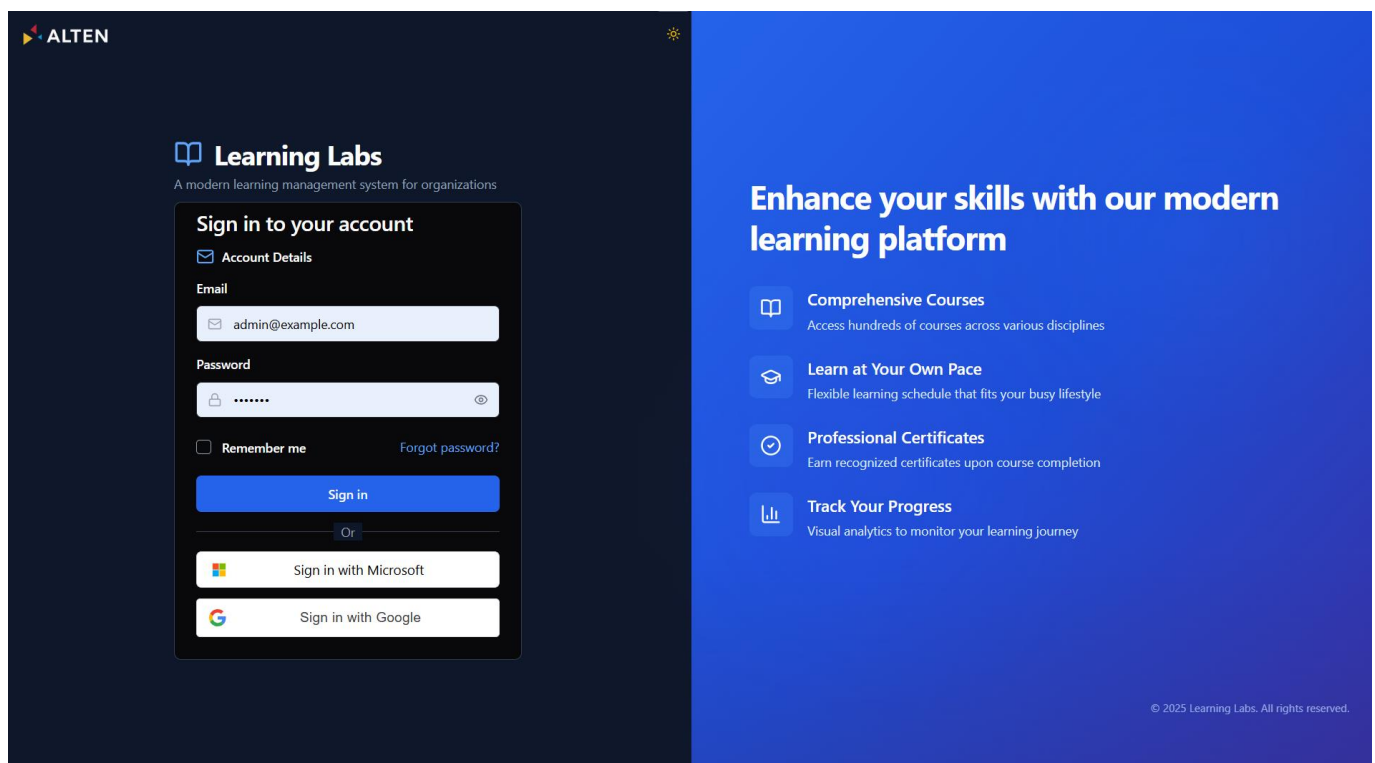 ALTEN
Learning Labs
A modern learning management system for organizations
Sign in to your account
Account Details
Email
admin@example.com
Password
•••••••
Remember me
Forgot password?
Sign in
Or
Sign in with Microsoft
Sign in with Google
Enhance your skills with our modern
learning platform
Comprehensive Courses
Access hundreds of courses across various disciplines
Learn at Your Own Pace
Flexible learning schedule that fits your busy lifestyle
Professional Certificates
Earn recognized certificates upon course completion
Track Your Progress
Visual analytics to monitor your learning journey
© 2025 Learning Labs. All rights reserved.